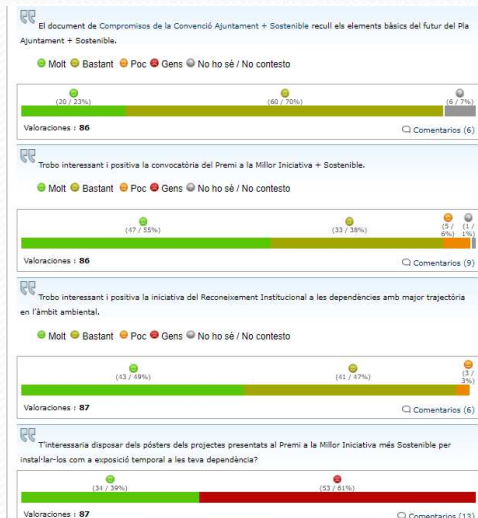 El document de Compromisos de la Convenció Ajuntament + Sostenible recull els elements bàsics del futur del Pla
Ajuntament + Sostenible.
Molt Bastant Poc Gens No ho sé / No contesto
(20 / 23%) (60 / 70%) (6 / 7%)
Valoraciones : 86 Comentarios (6)
Trobo interessant i positiva la convocatòria del Premi a la Millor Iniciativa + Sostenible.
Molt Bastant Poc Gens No ho sé / No contesto
(47 / 55%) (33 / 38%) (5 / 6%) (1 / 1%)
Valoraciones : 86 Comentarios (9)
Trobo interessant i positiva la iniciativa del Reconeixement Institucional a les dependències amb major trajectòria
en l'àmbit ambiental.
Molt Bastant Poc Gens No ho sé / No contesto
(43 / 49%) (41 / 47%) (3 / 3%)
Valoraciones : 87 Comentarios (6)
T'interessaria disposar dels pósters dels projectes presentats al Premi a la Millor Iniciativa més Sostenible per
instal·lar-los com a exposició temporal a les teva dependència?
(34 / 39%) (53 / 61%)
Valoraciones : 87 Comentarios (13)